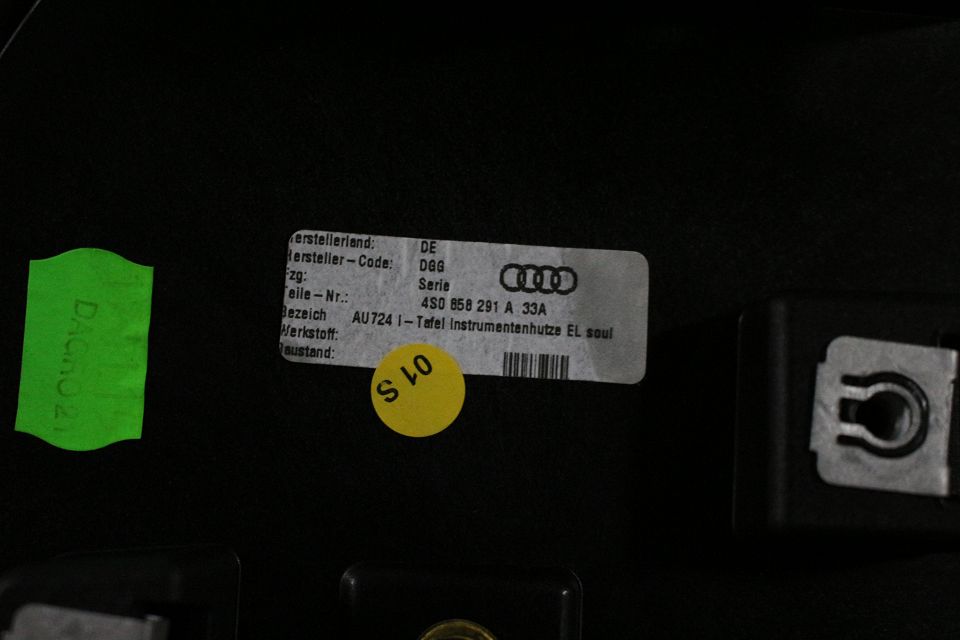 erstellerland: DE
Hersteller-Code: DGG
Fzg: Serie
Teile-Nr.: 4S0 858 291 A 33A
Bezeich AU724 I-Tafel Instrumentenhutze EL soul
Werkstoff:
Baustand:
01 S